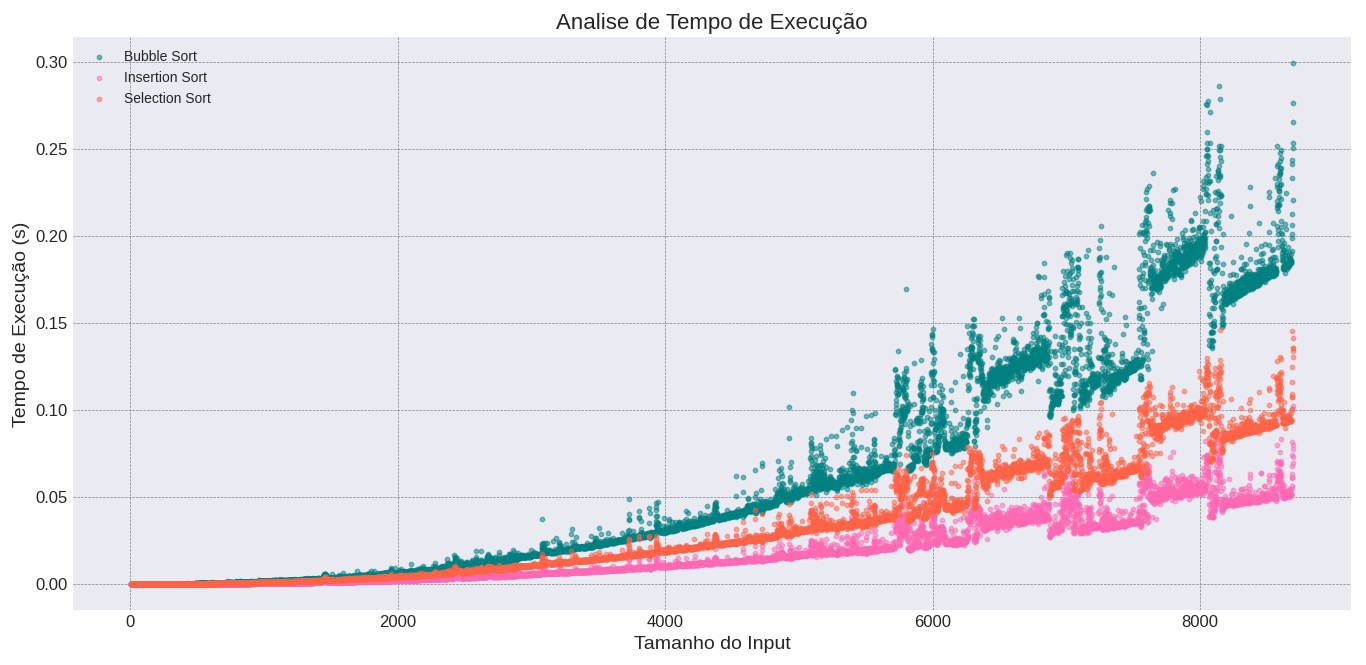 Analise de Tempo de Execução
Bubble Sort
Insertion Sort
Selection Sort
Tempo de Execução (s)
0.30
0.25
0.20
0.15
0.10
0.05
0.00
0 2000 4000 6000 8000
Tamanho do Input